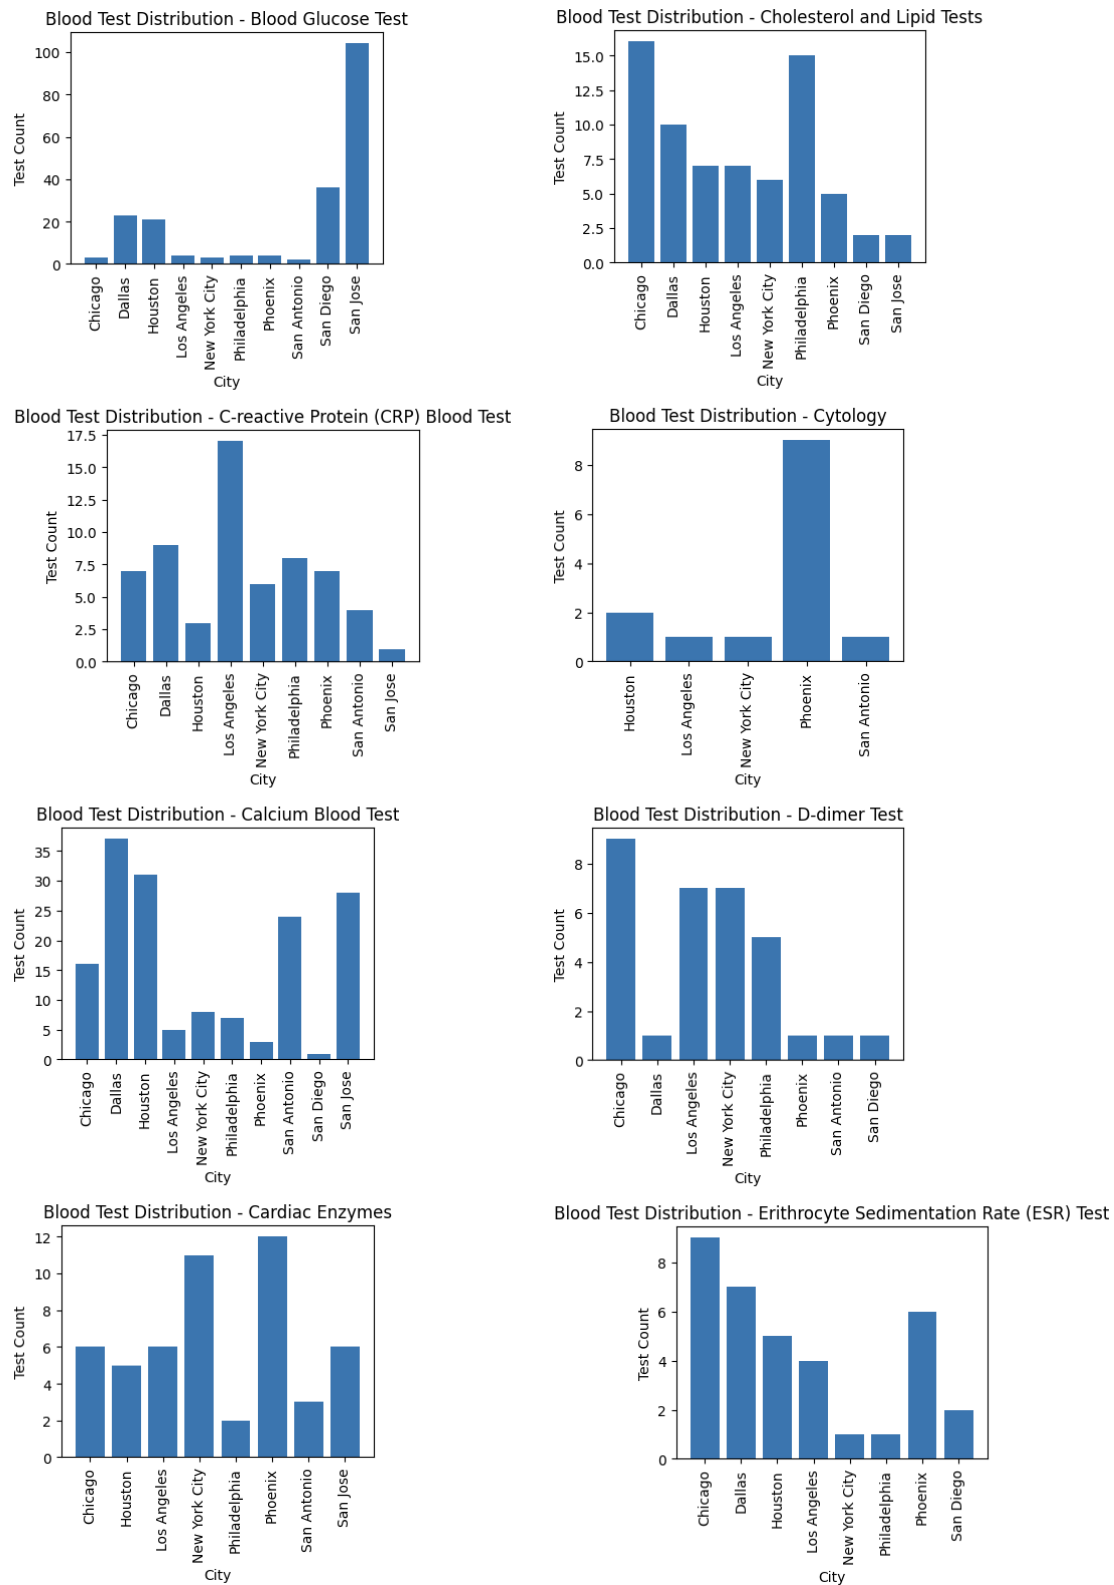 Blood Test Distribution - Blood Glucose Test
Test Count
100
80
60
40
20
0
Chicago
Dallas
Houston
Los Angeles
New York City
Philadelphia
Phoenix
San Antonio
San Diego
San Jose
City
Blood Test Distribution - Cholesterol and Lipid Tests
Test Count
15.0
12.5
10.0
7.5
5.0
2.5
0.0
Chicago
Dallas
Houston
Los Angeles
New York City
Philadelphia
Phoenix
San Diego
San Jose
City
Blood Test Distribution - C-reactive Protein (CRP) Blood Test
Test Count
17.5
15.0
12.5
10.0
7.5
5.0
2.5
0.0
Chicago
Dallas
Houston
Los Angeles
New York City
Philadelphia
Phoenix
San Antonio
San Jose
City
Blood Test Distribution - Cytology
Test Count
8
6
4
2
0
Houston
Los Angeles
New York City
Phoenix
San Antonio
City
Blood Test Distribution - Calcium Blood Test
Test Count
35
30
25
20
15
10
5
0
Chicago
Dallas
Houston
Los Angeles
New York City
Philadelphia
Phoenix
San Antonio
San Diego
San Jose
City
Blood Test Distribution - D-dimer Test
Test Count
8
6
4
2
0
Chicago
Dallas
Los Angeles
New York City
Philadelphia
Phoenix
San Antonio
San Diego
City
Blood Test Distribution - Cardiac Enzymes
Test Count
12
10
8
6
4
2
0
Chicago
Houston
Los Angeles
New York City
Philadelphia
Phoenix
San Antonio
San Jose
City
Blood Test Distribution - Erithrocyte Sedimentation Rate (ESR) Test
Test Count
8
6
4
2
0
Chicago
Dallas
Houston
Los Angeles
New York City
Philadelphia
Phoenix
San Diego
City